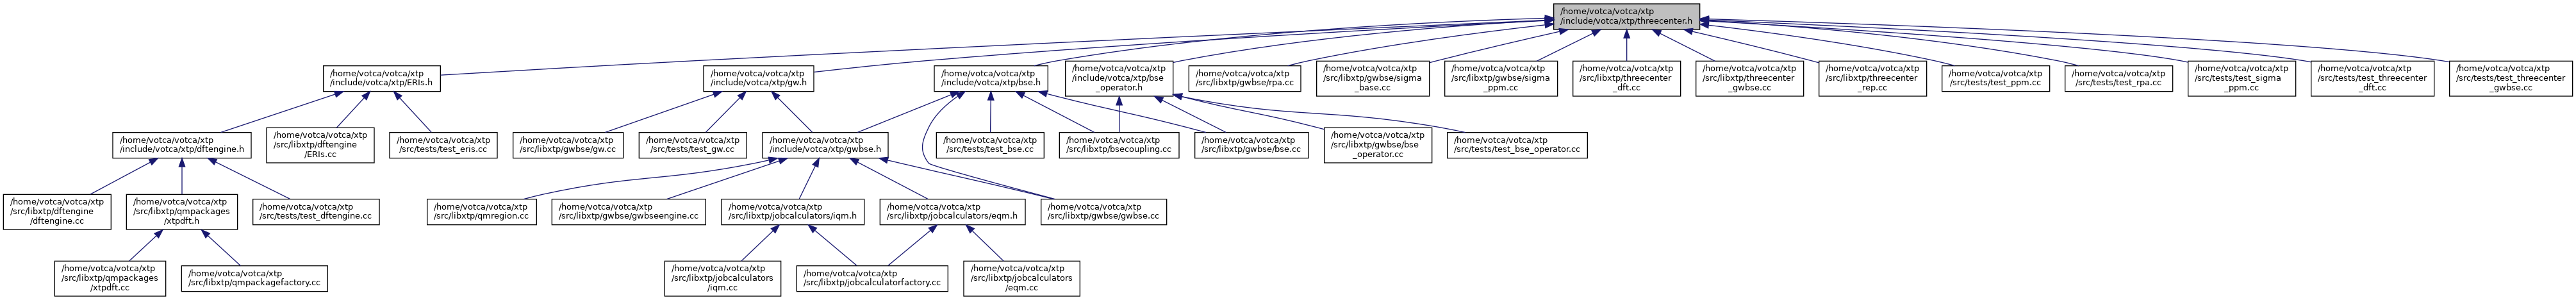 /home/votca/votca/xtp
/include/votca/xtp/threecenter.h
/home/votca/votca/xtp
/include/votca/xtp/ERIs.h
/home/votca/votca/xtp
/include/votca/xtp/gw.h
/home/votca/votca/xtp
/include/votca/xtp/bse.h
/home/votca/votca/xtp
/include/votca/xtp/bse
_operator.h
/home/votca/votca/xtp
/src/libxtp/gwbse/rpa.cc
/home/votca/votca/xtp
/src/libxtp/gwbse/sigma
_base.cc
/home/votca/votca/xtp
/src/libxtp/gwbse/sigma
_ppm.cc
/home/votca/votca/xtp
/src/libxtp/threecenter
_dft.cc
/home/votca/votca/xtp
/src/libxtp/threecenter
_gwbse.cc
/home/votca/votca/xtp
/src/libxtp/threecenter
_rep.cc
/home/votca/votca/xtp
/src/tests/test_ppm.cc
/home/votca/votca/xtp
/src/tests/test_rpa.cc
/home/votca/votca/xtp
/src/tests/test_sigma
_ppm.cc
/home/votca/votca/xtp
/src/tests/test_threecenter
_dft.cc
/home/votca/votca/xtp
/src/tests/test_threecenter
_gwbse.cc
/home/votca/votca/xtp
/include/votca/xtp/dftengine.h
/home/votca/votca/xtp
/src/libxtp/dftengine
/ERIs.cc
/home/votca/votca/xtp
/src/tests/test_eris.cc
/home/votca/votca/xtp
/src/libxtp/gwbse/gw.cc
/home/votca/votca/xtp
/src/tests/test_gw.cc
/home/votca/votca/xtp
/include/votca/xtp/gwbse.h
/home/votca/votca/xtp
/src/tests/test_bse.cc
/home/votca/votca/xtp
/src/libxtp/bsecoupling.cc
/home/votca/votca/xtp
/src/libxtp/gwbse/bse.cc
/home/votca/votca/xtp
/src/libxtp/gwbse/bse
_operator.cc
/home/votca/votca/xtp
/src/tests/test_bse_operator.cc
/home/votca/votca/xtp
/src/libxtp/dftengine
/dftengine.cc
/home/votca/votca/xtp
/src/libxtp/qmpackages
/xtpdft.h
/home/votca/votca/xtp
/src/tests/test_dftengine.cc
/home/votca/votca/xtp
/src/libxtp/qmregion.cc
/home/votca/votca/xtp
/src/libxtp/gwbse/gwbseengine.cc
/home/votca/votca/xtp
/src/libxtp/jobcalculators/iqm.h
/home/votca/votca/xtp
/src/libxtp/jobcalculators/eqm.h
/home/votca/votca/xtp
/src/libxtp/gwbse/gwbse.cc
/home/votca/votca/xtp
/src/libxtp/qmpackages
/xtpdft.cc
/home/votca/votca/xtp
/src/libxtp/qmpackagefactory.cc
/home/votca/votca/xtp
/src/libxtp/jobcalculators
/iqm.cc
/home/votca/votca/xtp
/src/libxtp/jobcalculatorfactory.cc
/home/votca/votca/xtp
/src/libxtp/jobcalculators
/eqm.cc